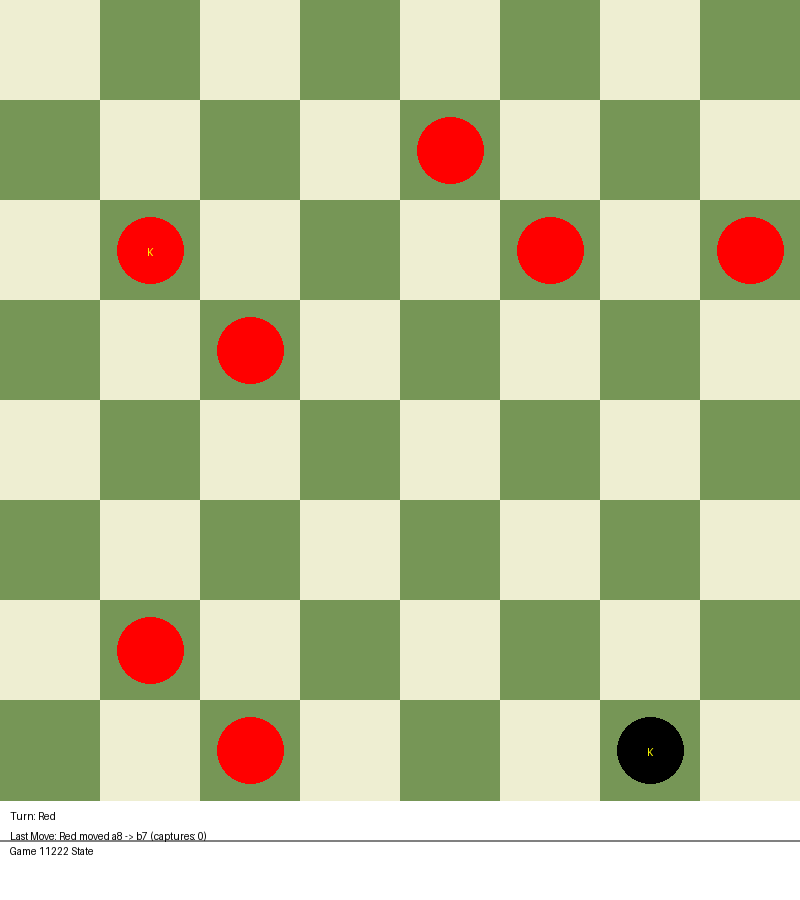 K
K
Turn: Red
Last Move: Red moved a8 -> b7 (captures: 0)
Game 11222 State